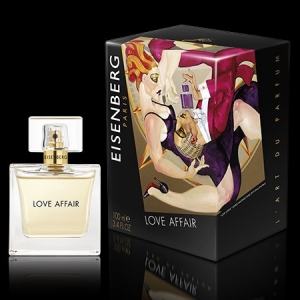 EISENBERG
PARIS
LOVE AFFAIR
100 ml e
3.4 FL.OZ
L'ART DU PARFUM
LOVE AFFAIR